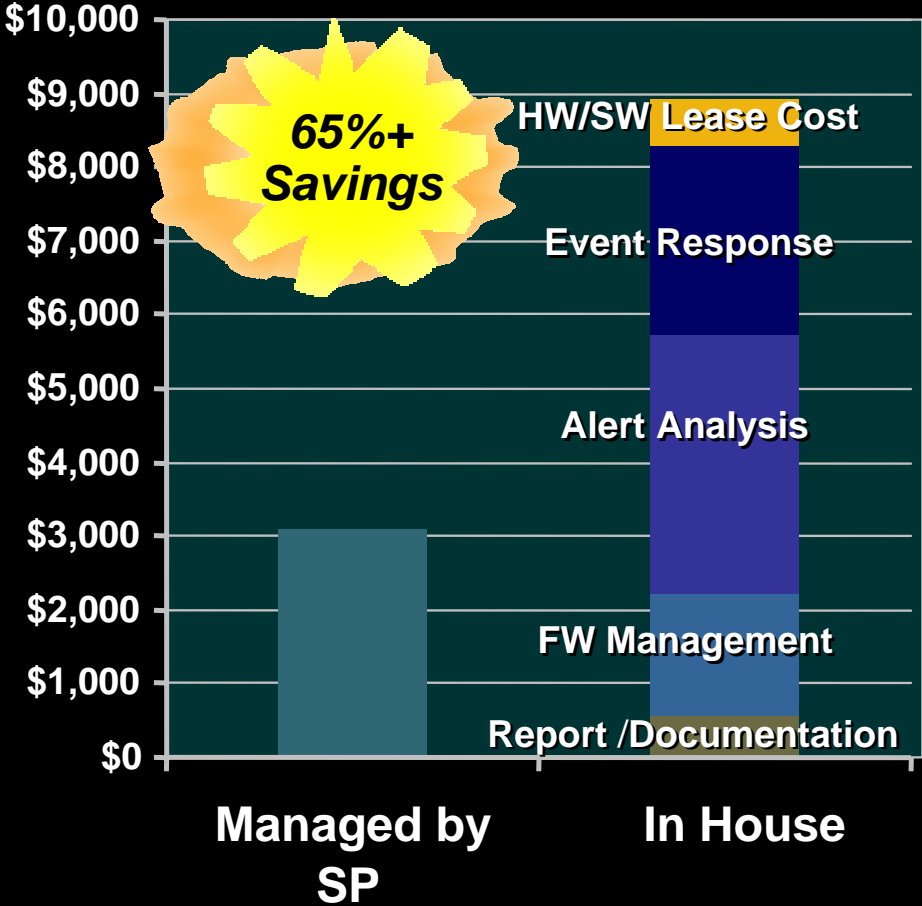 $10,000
$9,000
$8,000
$7,000
$6,000
$5,000
$4,000
$3,000
$2,000
$1,000
$0
65%+
Savings
HW/SW Lease Cost
Event Response
Alert Analysis
FW Management
Report /Documentation
Managed by
SP
In House